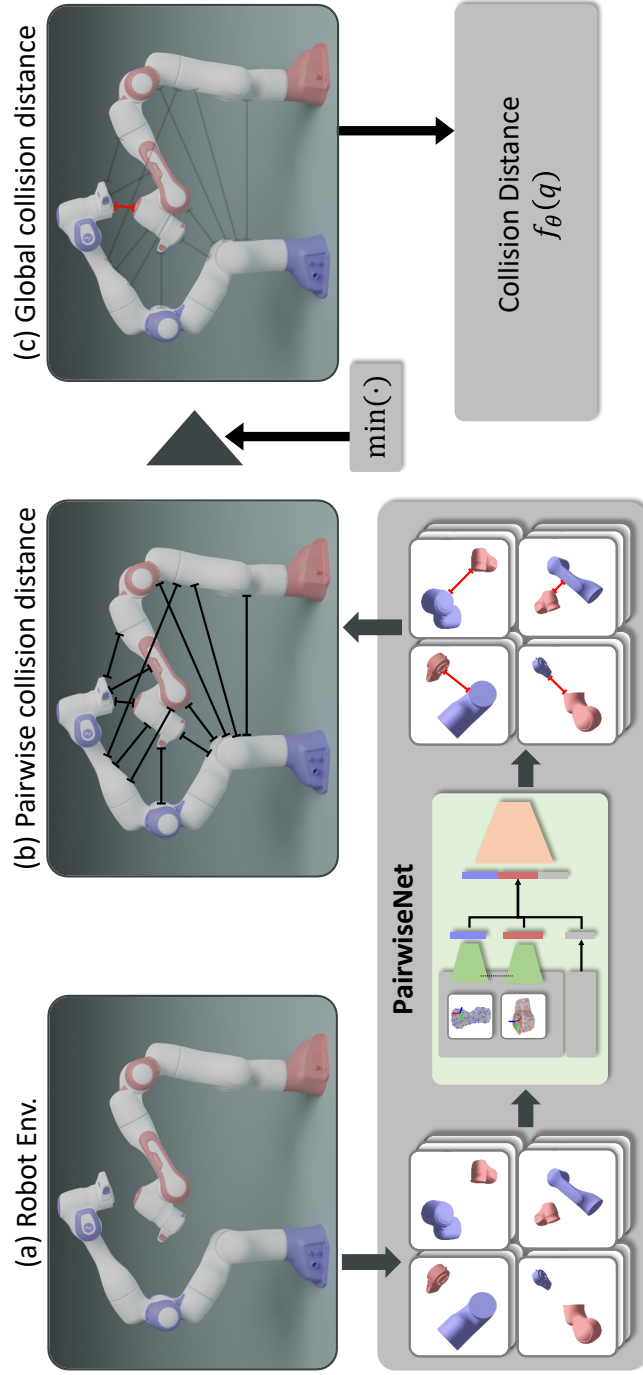 (a) Robot Env.
(b) Pairwise collision distance
(c) Global collision distance
PairwiseNet
min(·)
Collision Distance
f_θ(q)